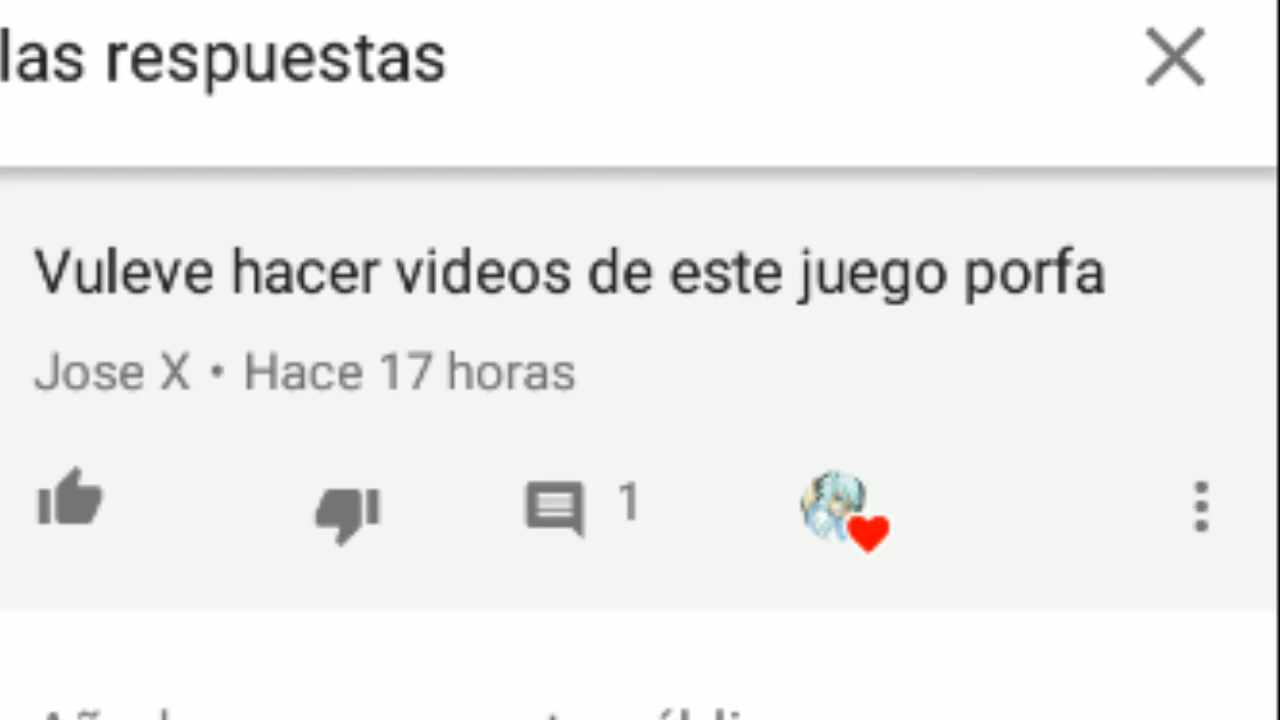 las respuestas
Vuleve hacer videos de este juego porfa
Jose X • Hace 17 horas
1